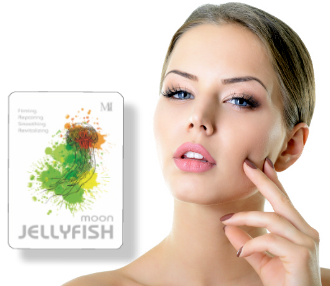 M
Firming
Repairing
Smoothing
Revitalizing
moon
JELLYFISH